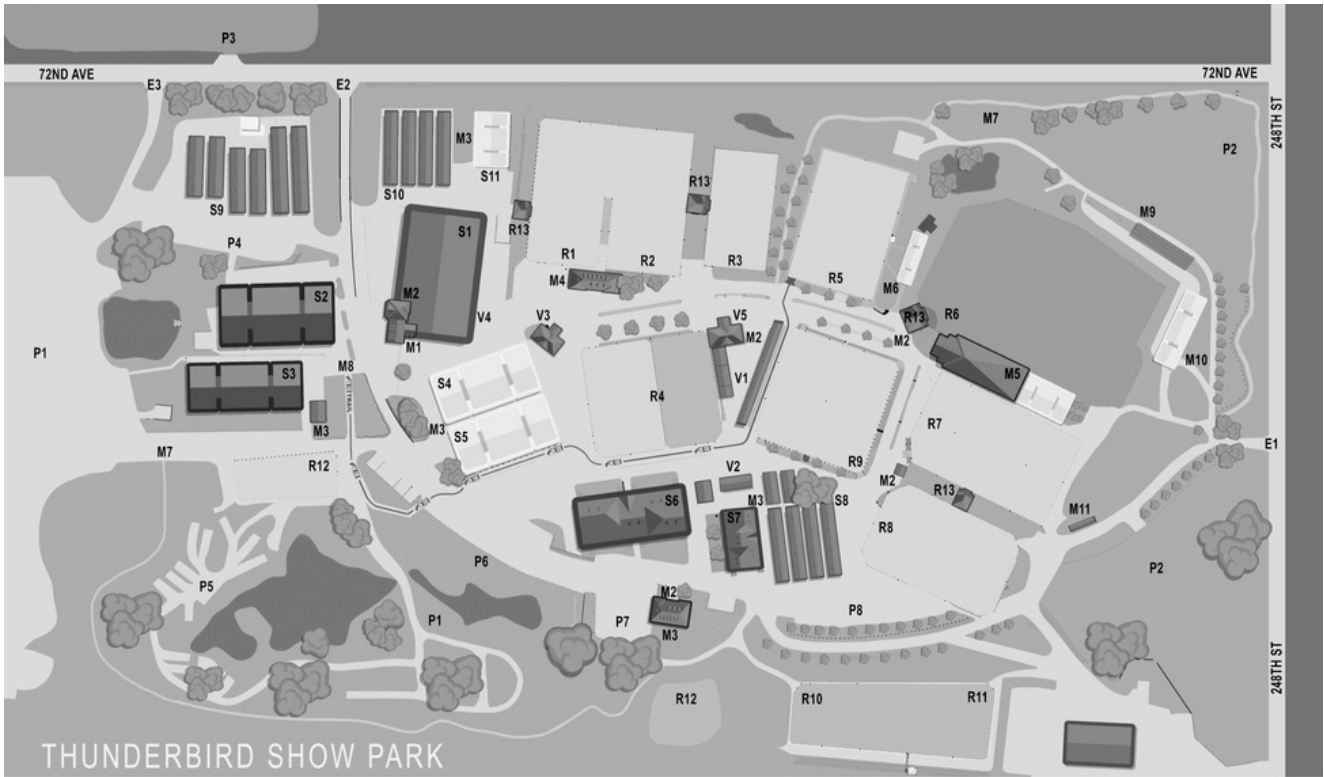 P3
72ND AVE
E3
E2
72ND AVE
248TH ST
M7
P2
M3
S11
S10
S9
R13
M9
S1
R13
P4
R1
R2
R3
M4
R5
M6
S2
M2
V4
V3
V5
M2
R13
R6
M2
M1
P1
M8
S3
S4
V1
R4
M5
M10
M3
M3
S5
R7
E1
M7
R12
V2
R9
M2
R13
S6
M3
S8
S7
R8
M11
P5
P6
P2
M2
P1
P7
M3
P8
248TH ST
R12
R10
R11
THUNDERBIRD SHOW PARK